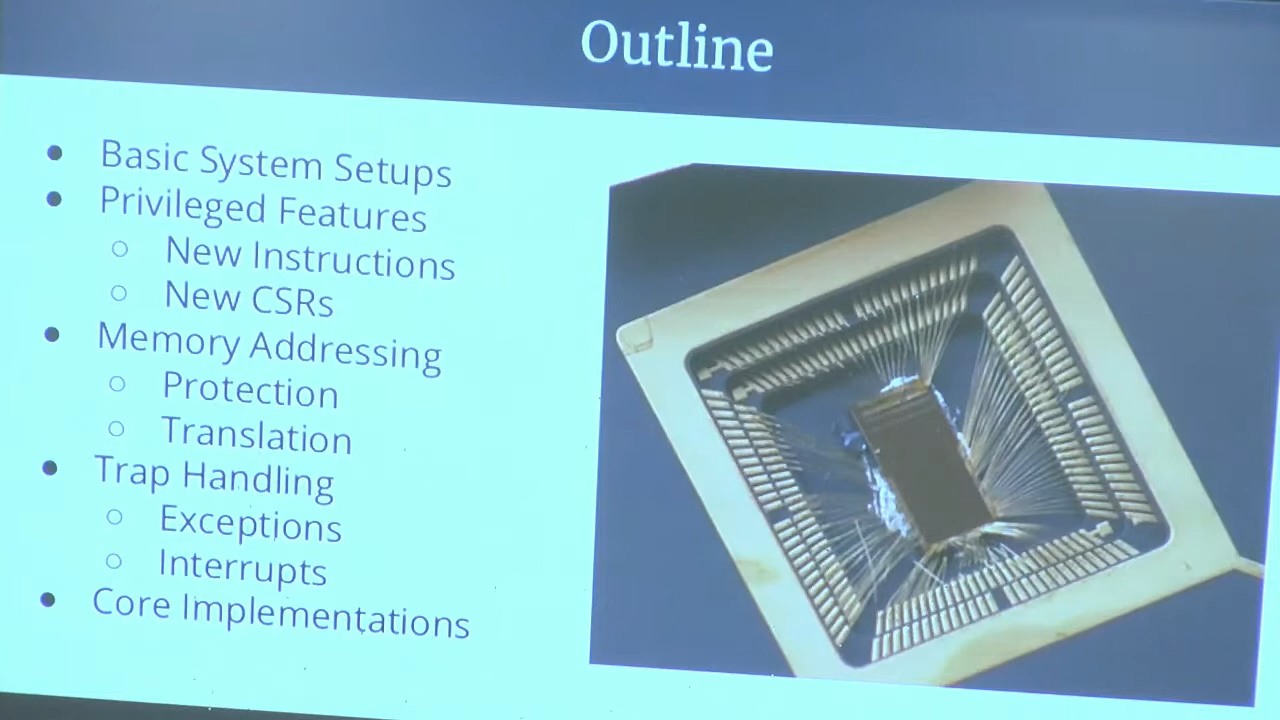 Outline
Basic System Setups
Privileged Features
New Instructions
New CSRs
Memory Addressing
Protection
Translation
Trap Handling
Exceptions
Interrupts
Core Implementations